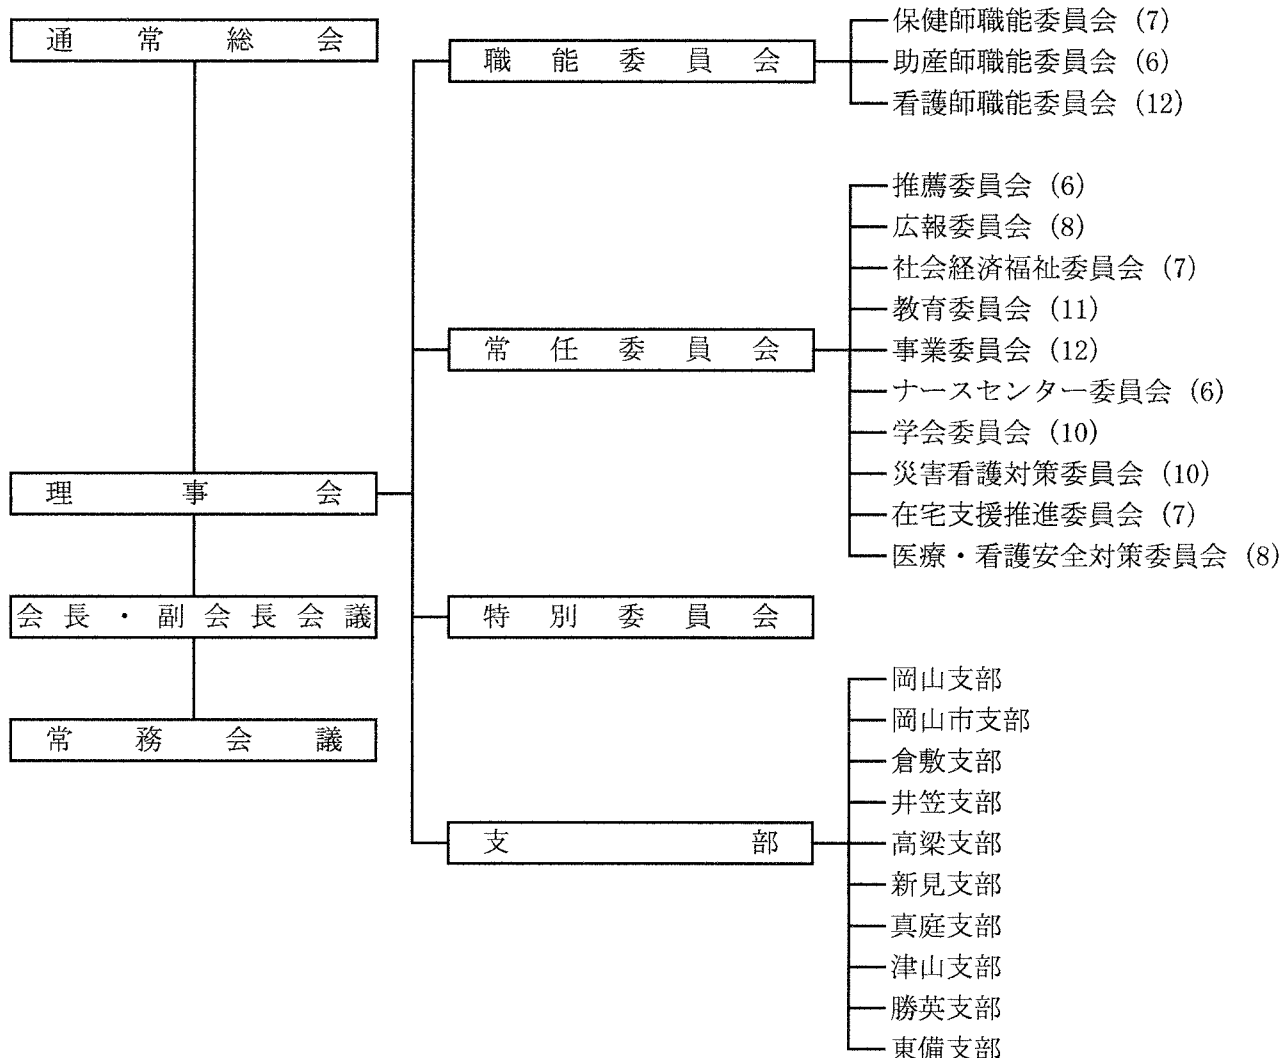 通常総会
理事会
会長・副会長会議
常務会議
職能委員会
保健師職能委員会 (7)
助産師職能委員会 (6)
看護師職能委員会 (12)
常任委員会
推薦委員会 (6)
広報委員会 (8)
社会経済福祉委員会 (7)
教育委員会 (11)
事業委員会 (12)
ナースセンター委員会 (6)
学会委員会 (10)
災害看護対策委員会 (10)
在宅支援推進委員会 (7)
医療・看護安全対策委員会 (8)
特別委員会
支部
岡山支部
岡山市支部
倉敷支部
井笠支部
高梁支部
新見支部
真庭支部
津山支部
勝英支部
東備支部